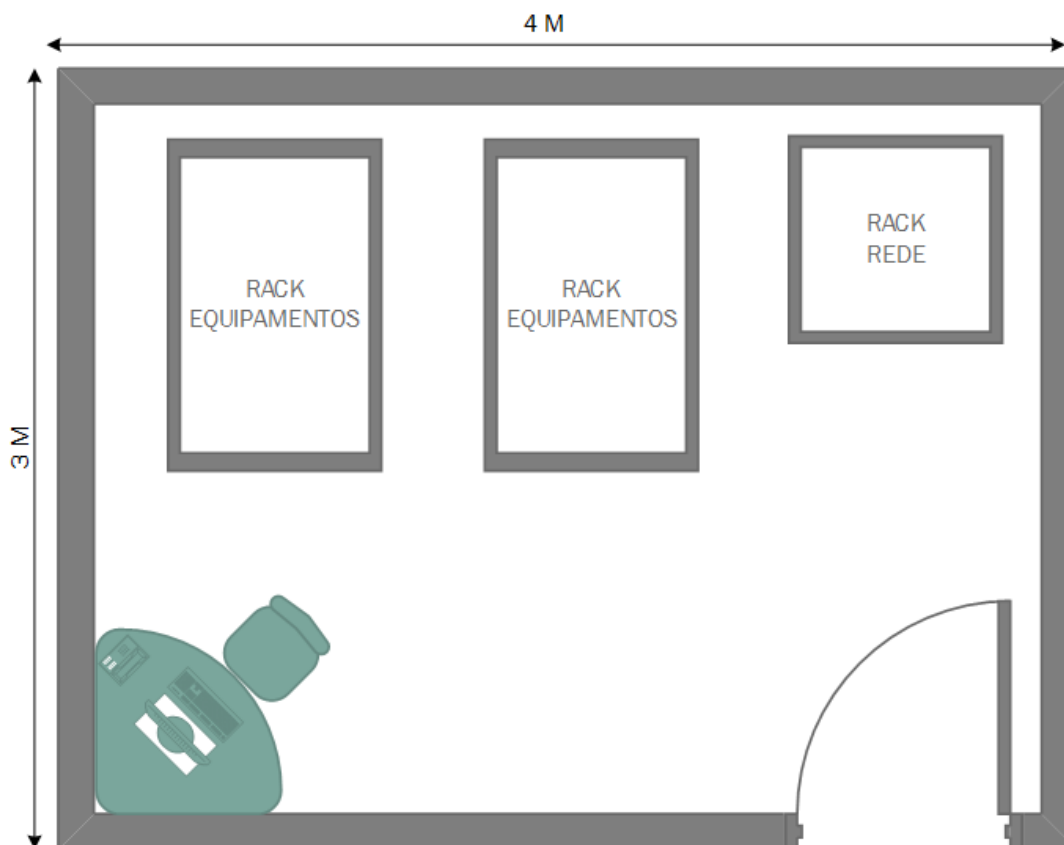 4 M
3 M
RACK
EQUIPAMENTOS
RACK
EQUIPAMENTOS
RACK
REDE